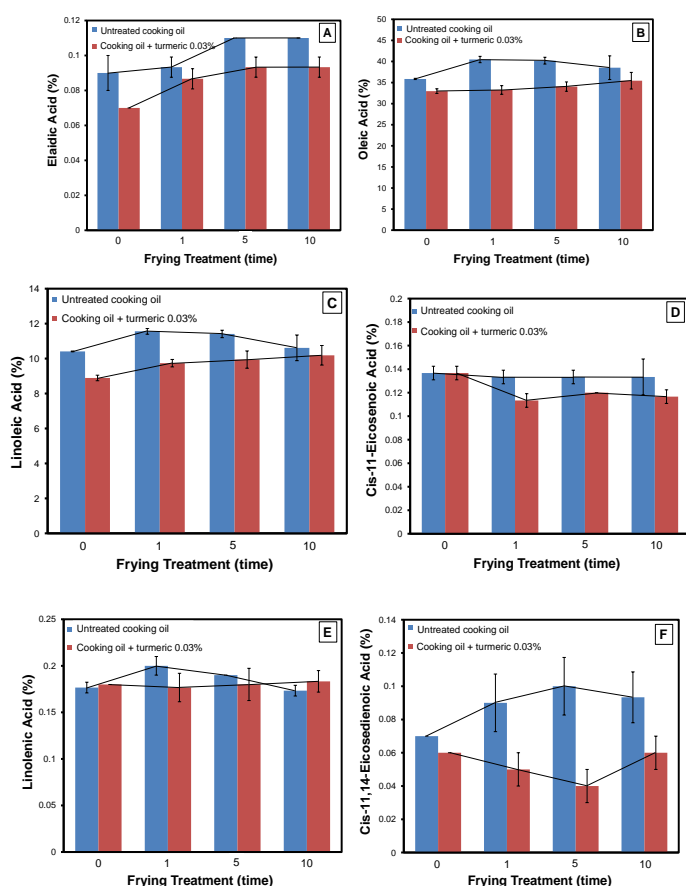 A
Untreated cooking oil
Cooking oil + turmeric 0.03%
0.12
0.1
0.08
0.06
0.04
0.02
0
Elaidic Acid (%)
0 1 5 10
Frying Treatment (time)
B
Untreated cooking oil
Cooking oil + turmeric 0.03%
50
45
40
35
30
25
20
15
10
5
0
Oleic Acid (%)
0 1 5 10
Frying Treatment (time)
C
Untreated cooking oil
Cooking oil + turmeric 0.03%
14
12
10
8
6
4
2
0
Linoleic Acid (%)
0 1 5 10
Frying Treatment (time)
D
Untreated cooking oil
Cooking oil + turmeric 0.03%
0.2
0.18
0.16
0.14
0.12
0.1
0.08
0.06
0.04
0.02
0
Cis-11-Eicosenoic Acid (%)
0 1 5 10
Frying Treatment (time)
E
Untreated cooking oil
Cooking oil + turmeric 0.03%
0.25
0.2
0.15
0.1
0.05
0
Linolenic Acid (%)
0 1 5 10
Frying Treatment (time)
F
Untreated cooking oil
Cooking oil + turmeric 0.03%
0.14
0.12
0.1
0.08
0.06
0.04
0.02
0
Cis-11,14-Eicosedienoic Acid (%)
0 1 5 10
Frying Treatment (time)